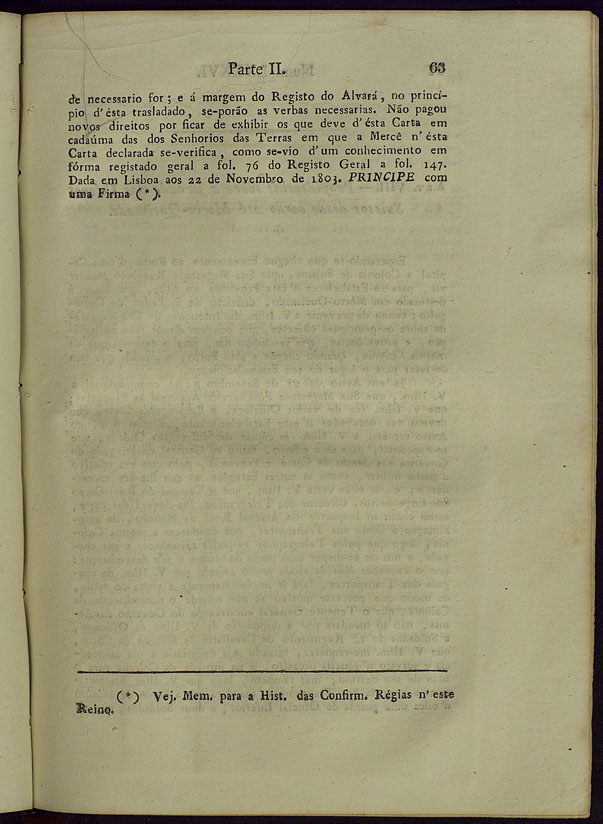 Parte II. 63
de necessario for; e á margem do Registo do Alvará, no princí-
pio d'ésta trasladado, se-porão as verbas necessarias. Não pagou
novos direitos por ficar de exhibir os que deve d'ésta Carta em
cadaúma das dos Senhorios das Terras em que a Mercê n'ésta
Carta declarada se-verifica, como se-vio d'um conhecimento em
fórma registado geral a fol. 76 do Registo Geral a fol. 147.
Dada em Lisboa aos 22 de Novembro de 1803. PRINCIPE com
uma Firma (*).
(*) Vej. Mem. para a Hist. das Confirm. Régias n'este
Reino.